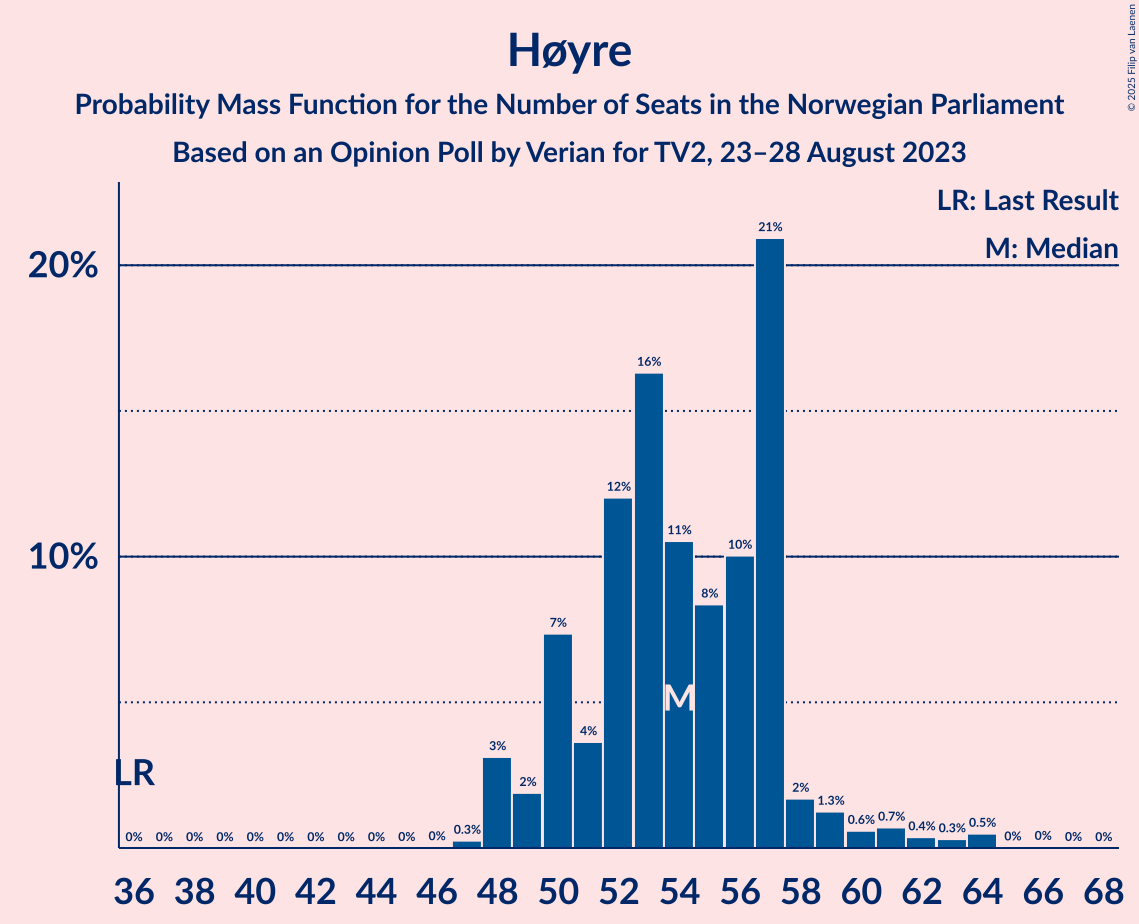 Høyre
Probability Mass Function for the Number of Seats in the Norwegian Parliament
Based on an Opinion Poll by Verian for TV2, 23–28 August 2023
© 2025 Filip van Laenen
LR: Last Result
M: Median
20%
10%
21%
16%
12%
11%
10%
8%
7%
4%
3%
2%
2%
1.3%
0.6% 0.7% 0.4% 0.3% 0.5%
0% 0% 0% 0% 0% 0% 0% 0% 0% 0% 0% 0.3%
0% 0% 0% 0%
M
LR
36 38 40 42 44 46 48 50 52 54 56 58 60 62 64 66 68